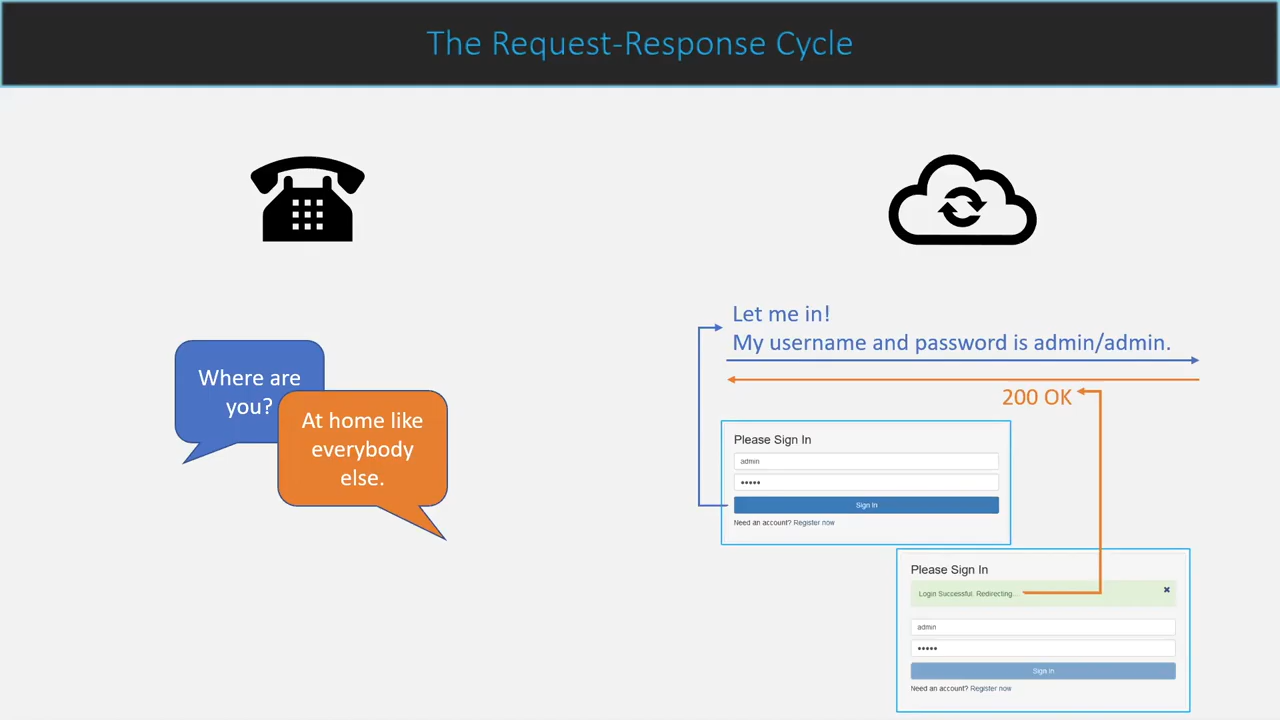 The Request-Response Cycle
Where are
you?
At home like
everybody
else.
Let me in!
My username and password is admin/admin.
200 OK
Please Sign In
admin
•••••
Sign In
Need an account? Register now
Please Sign In
Login Successful. Redirecting...
admin
•••••
Sign In
Need an account? Register now